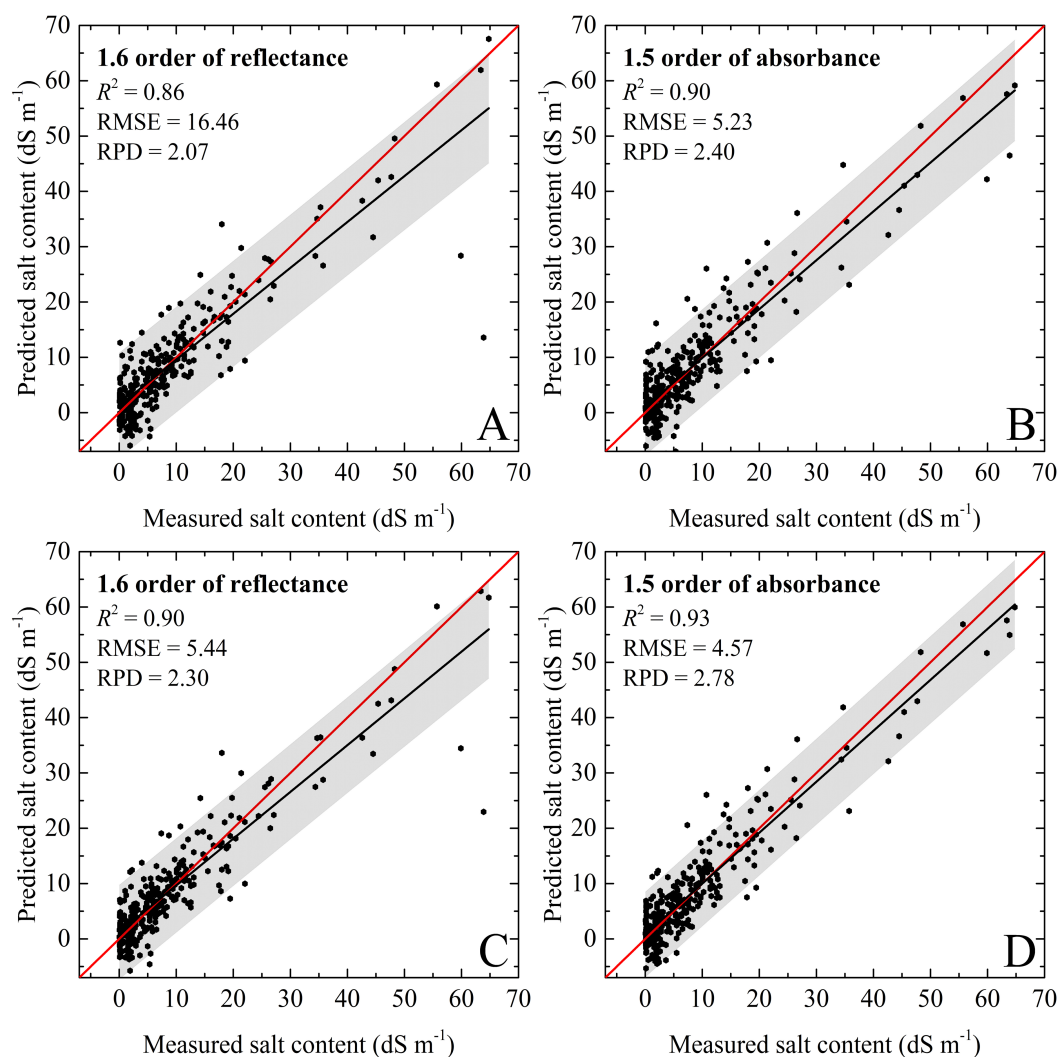 70
60
50
40
30
20
10
0
Predicted salt content (dS m⁻¹)
1.6 order of reflectance
R² = 0.86
RMSE = 16.46
RPD = 2.07
A
0 10 20 30 40 50 60 70
Measured salt content (dS m⁻¹)
70
60
50
40
30
20
10
0
Predicted salt content (dS m⁻¹)
1.5 order of absorbance
R² = 0.90
RMSE = 5.23
RPD = 2.40
B
0 10 20 30 40 50 60 70
Measured salt content (dS m⁻¹)
70
60
50
40
30
20
10
0
Predicted salt content (dS m⁻¹)
1.6 order of reflectance
R² = 0.90
RMSE = 5.44
RPD = 2.30
C
0 10 20 30 40 50 60 70
Measured salt content (dS m⁻¹)
70
60
50
40
30
20
10
0
Predicted salt content (dS m⁻¹)
1.5 order of absorbance
R² = 0.93
RMSE = 4.57
RPD = 2.78
D
0 10 20 30 40 50 60 70
Measured salt content (dS m⁻¹)